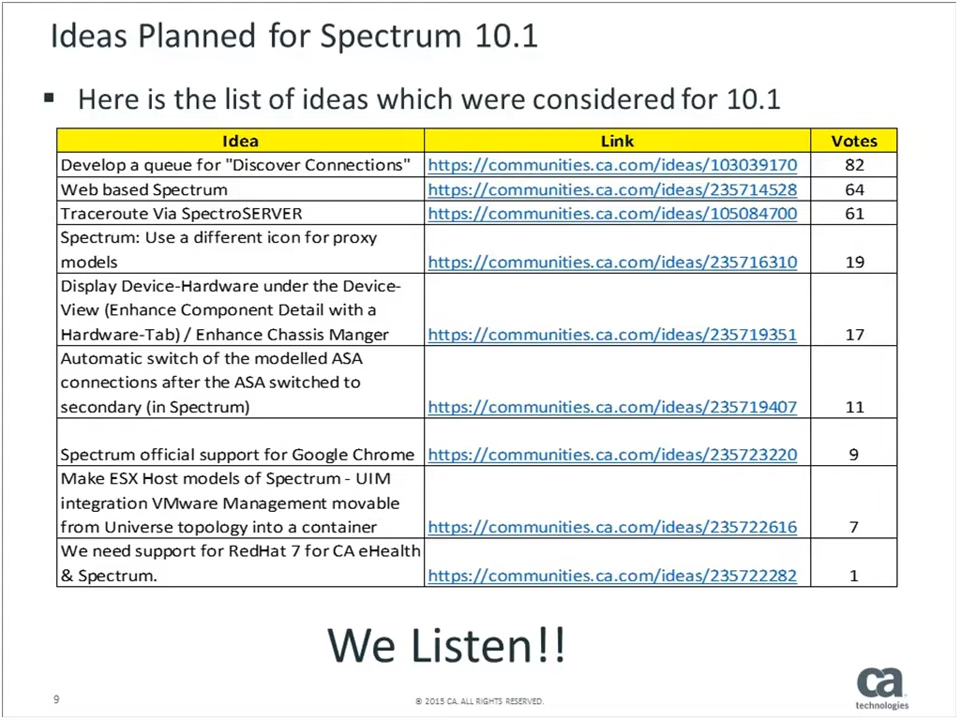 Ideas Planned for Spectrum 10.1
▪ Here is the list of ideas which were considered for 10.1
Idea Link Votes
Develop a queue for "Discover Connections" https://communities.ca.com/ideas/103039170 82
Web based Spectrum https://communities.ca.com/ideas/235714528 64
Traceroute Via SpectroSERVER https://communities.ca.com/ideas/105084700 61
Spectrum: Use a different icon for proxy
models https://communities.ca.com/ideas/235716310 19
Display Device-Hardware under the Device-
View (Enhance Component Detail with a
Hardware-Tab) / Enhance Chassis Manger https://communities.ca.com/ideas/235719351 17
Automatic switch of the modelled ASA
connections after the ASA switched to
secondary (in Spectrum) https://communities.ca.com/ideas/235719407 11
Spectrum official support for Google Chrome https://communities.ca.com/ideas/235723220 9
Make ESX Host models of Spectrum - UIM
integration VMware Management movable
from Universe topology into a container https://communities.ca.com/ideas/235722616 7
We need support for RedHat 7 for CA eHealth
& Spectrum. https://communities.ca.com/ideas/235722282 1
We Listen!!
9 © 2015 CA. ALL RIGHTS RESERVED.
ca
technologies